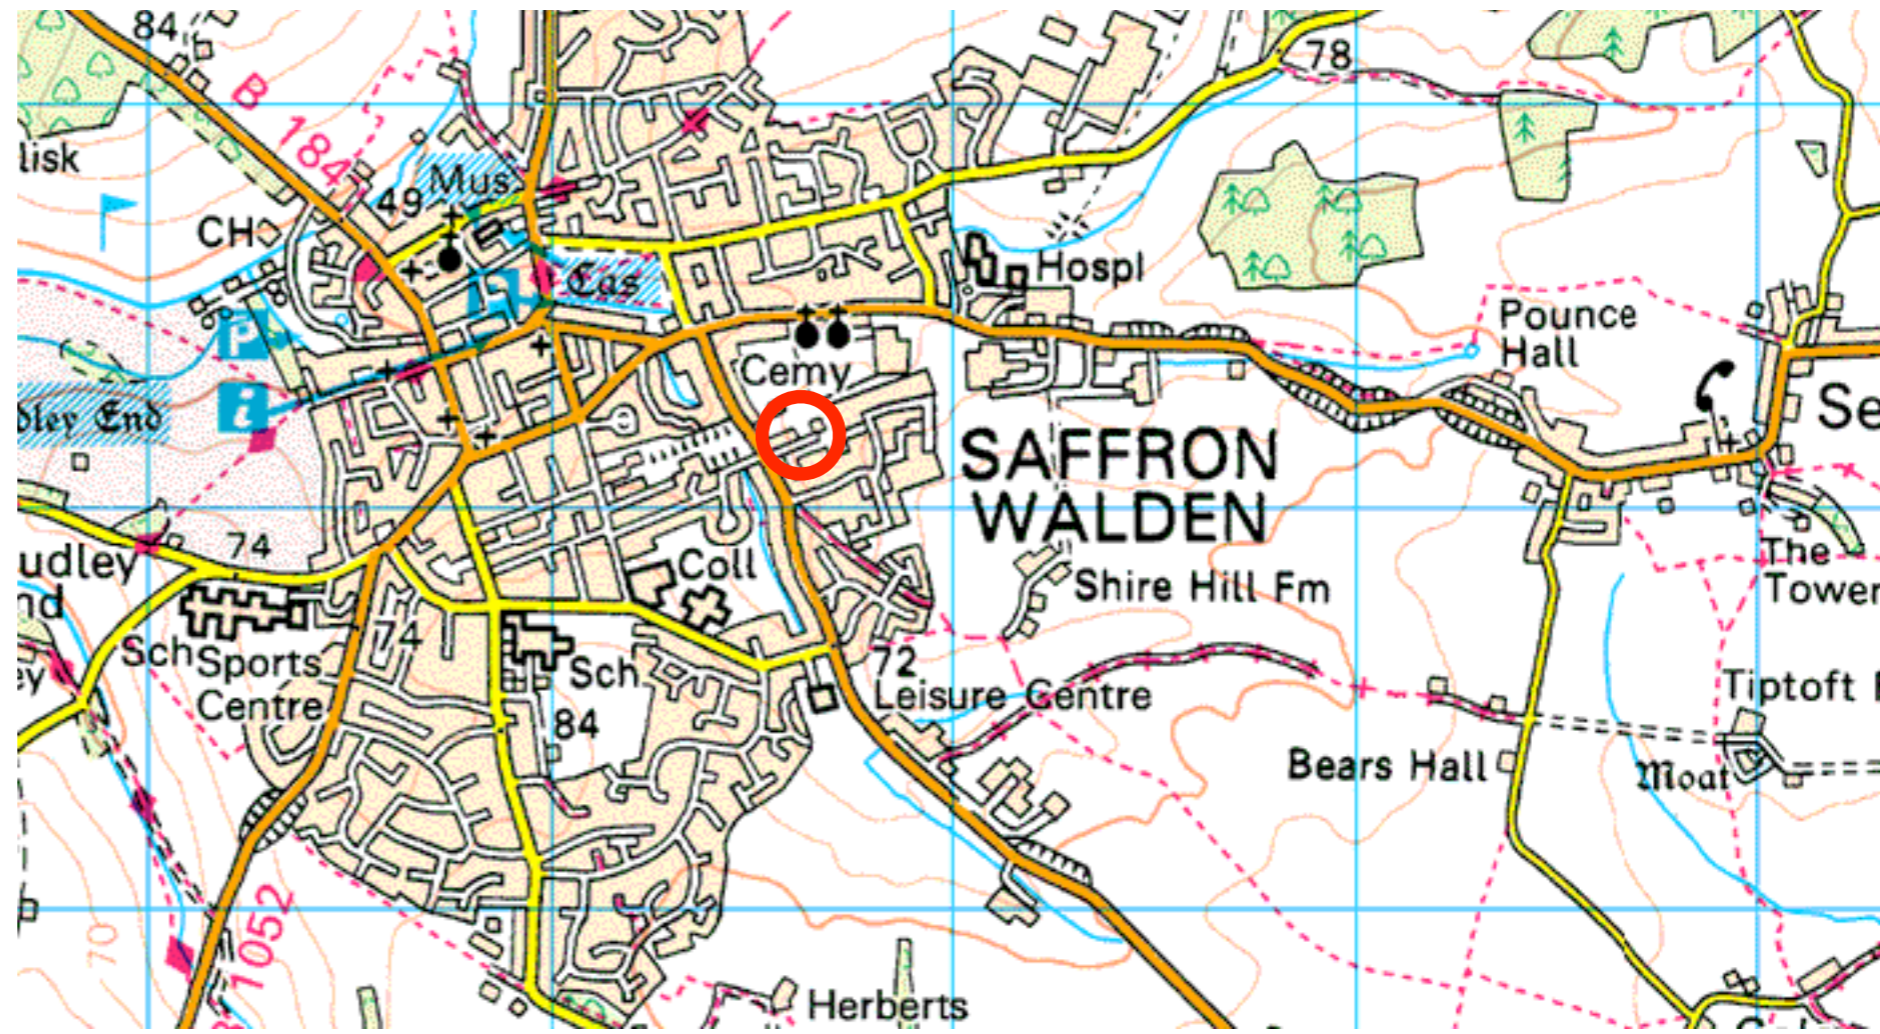 84
78
B 184
lisk
Mus
49
CH
Cas
Hospl
P
i
Pounce
Hall
Cemy
dley End
Se
SAFFRON
WALDEN
74
udley
nd
Coll
The
Tower
Shire Hill Fm
74
Sch
Sports
Centre
Sch
72
ey
Leisure Centre
Tiptoft
84
Bears Hall
Moat
70
B 1052
Herberts